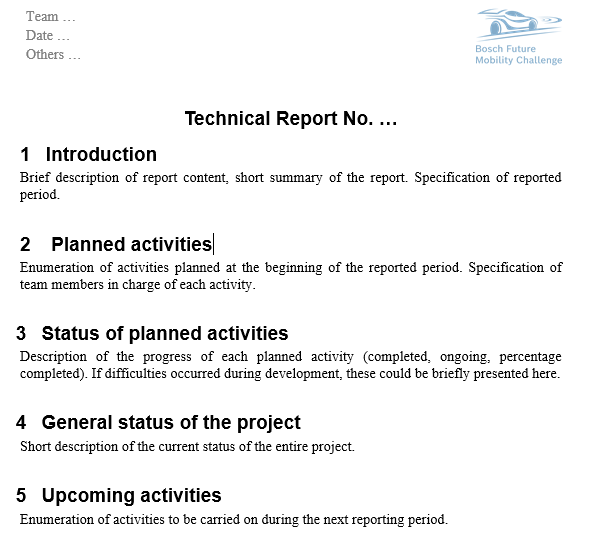 Team …
Date …
Others …
Bosch Future
Mobility Challenge
Technical Report No. …
1 Introduction
Brief description of report content, short summary of the report. Specification of reported
period.
2 Planned activities
Enumeration of activities planned at the beginning of the reported period. Specification of
team members in charge of each activity.
3 Status of planned activities
Description of the progress of each planned activity (completed, ongoing, percentage
completed). If difficulties occurred during development, these could be briefly presented here.
4 General status of the project
Short description of the current status of the entire project.
5 Upcoming activities
Enumeration of activities to be carried on during the next reporting period.